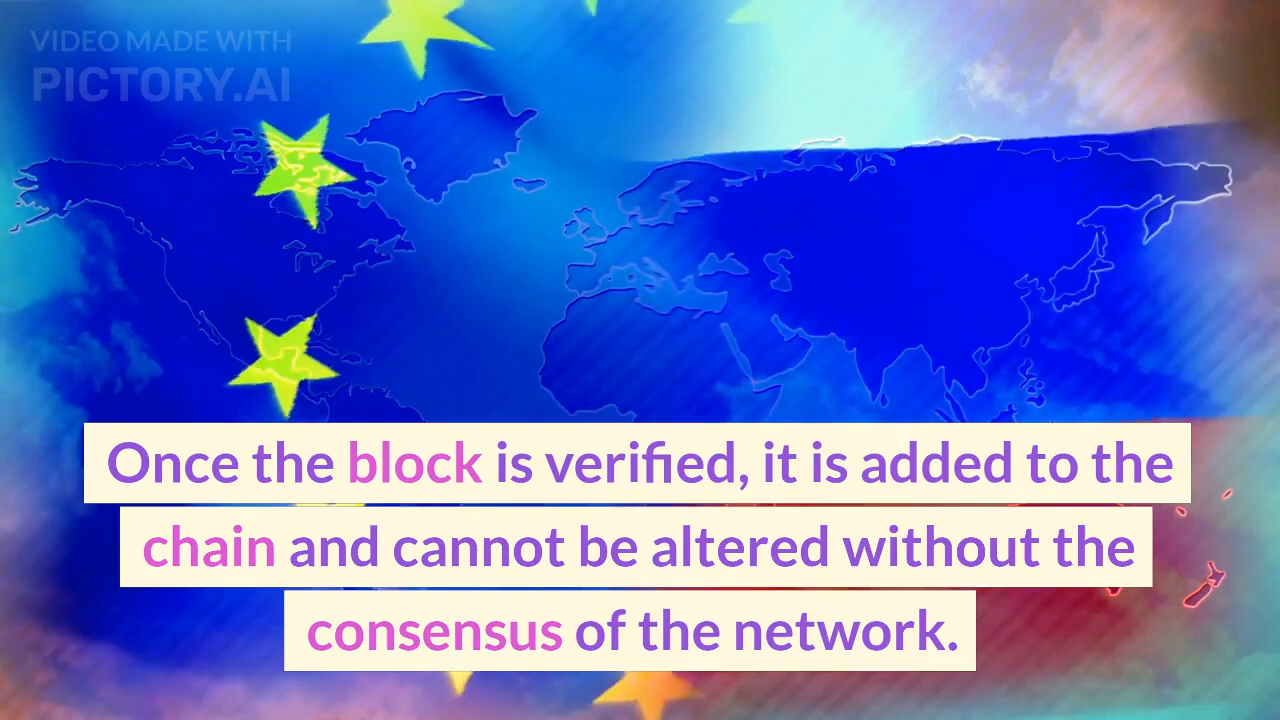 VIDEO MADE WITH
PICTORY.AI
Once the block is verified, it is added to the
chain and cannot be altered without the
consensus of the network.